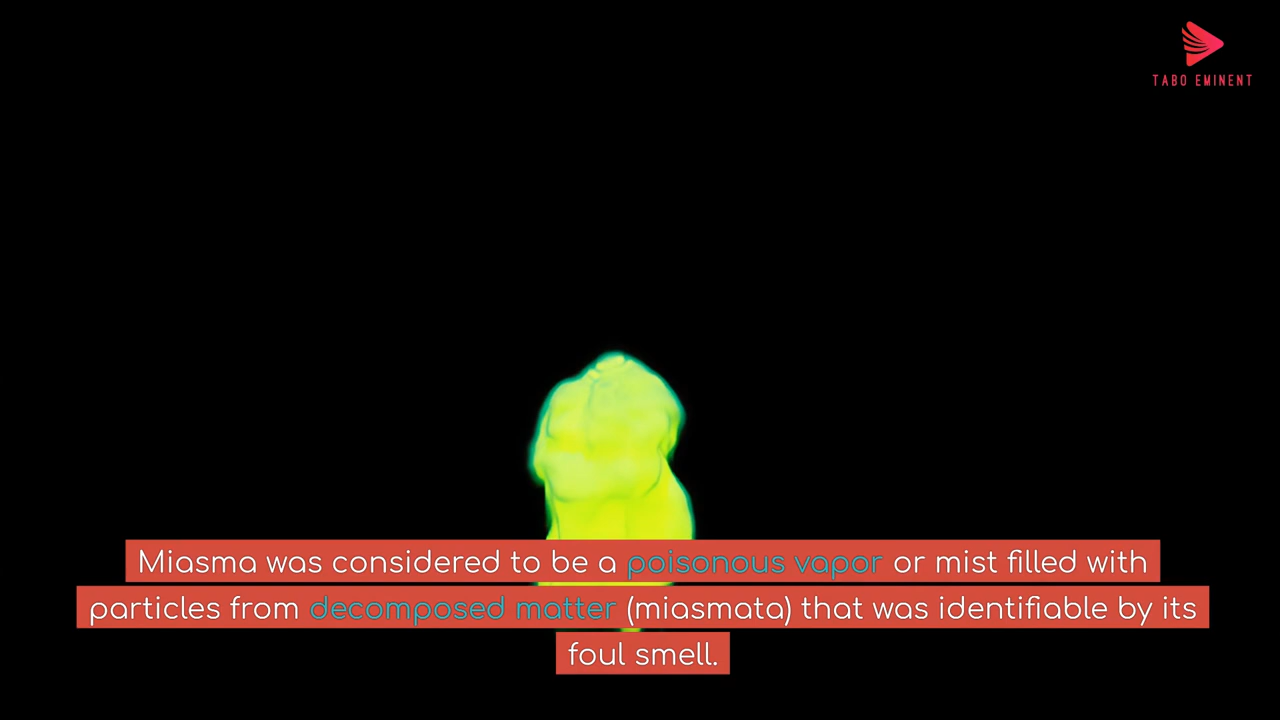 TABO EMINENT
Miasma was considered to be a poisonous vapor or mist filled with
particles from decomposed matter (miasmata) that was identifiable by its
foul smell.